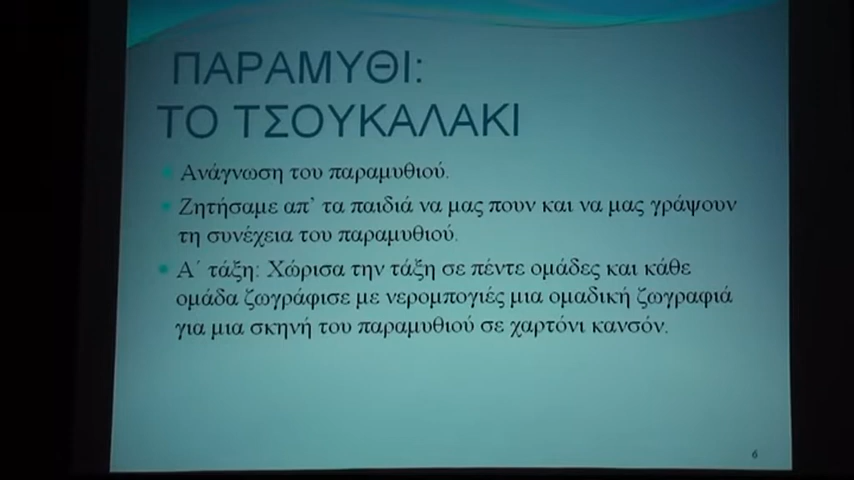 ΠΑΡΑΜΥΘΙ:
ΤΟ ΤΣΟΥΚΑΛΑΚΙ
Ανάγνωση του παραμυθιού.
Ζητήσαμε απ’ τα παιδιά να μας πουν και να μας γράψουν
τη συνέχεια του παραμυθιού.
Α΄ τάξη: Χώρισα την τάξη σε πέντε ομάδες και κάθε
ομάδα ζωγράφισε με νερομπογιές μια ομαδική ζωγραφιά
για μια σκηνή του παραμυθιού σε χαρτόνι κανσόν.
6